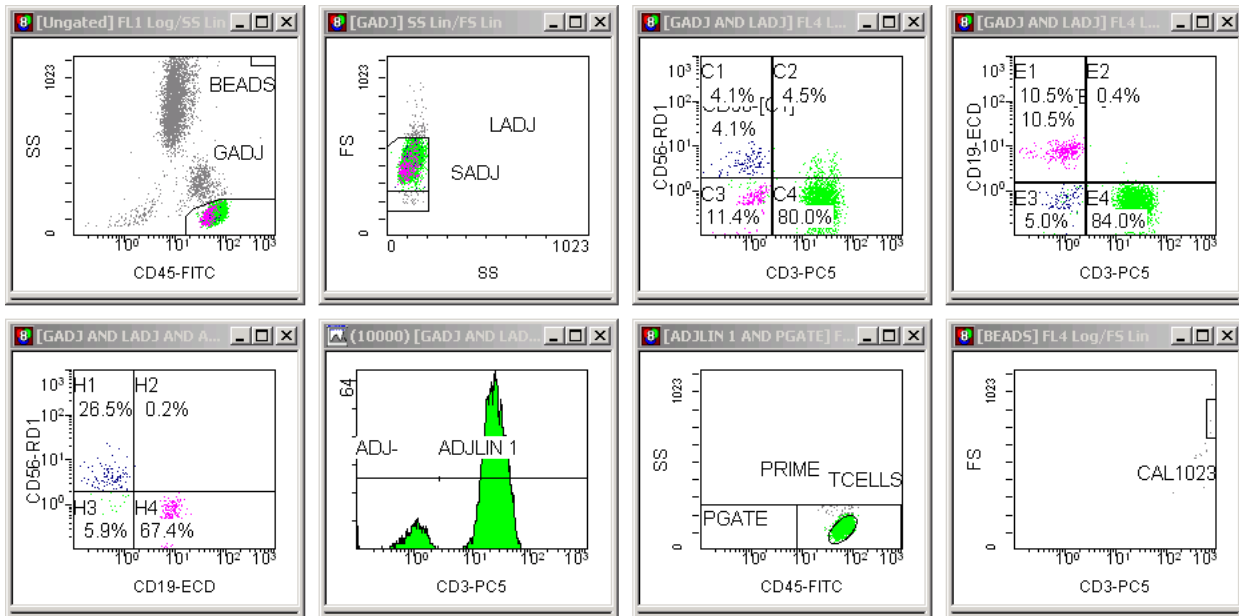 [Ungated] FL1 Log/SS Lin
1023
BEADS
GADJ
SS
0
10⁰ 10¹ 10² 10³
CD45-FITC
[GADJ] SS Lin/FS Lin
1023
LADJ
SADJ
FS
0
0 1023
SS
[GADJ AND LADJ] FL4 L...
10³ C1 C2
4.1% 4.5%
10²
4.1%
CD56-RD1
10¹
10⁰
C3 C4
11.4% 80.0%
10⁰ 10¹ 10² 10³
CD3-PC5
[GADJ AND LADJ] FL4 L...
10³ E1 E2
10.5% 0.4%
10²
10.5%
CD19-ECD
10¹
10⁰
E3 E4
5.0% 84.0%
10⁰ 10¹ 10² 10³
CD3-PC5
[GADJ AND LADJ AND A...
10³ H1 H2
26.5% 0.2%
10²
CD56-RD1
10¹
10⁰
H3 H4
5.9% 67.4%
10⁰ 10¹ 10² 10³
CD19-ECD
(10000) [GADJ AND LAD...
64
ADJ- ADJLIN 1
10⁰ 10¹ 10² 10³
CD3-PC5
[ADJLIN 1 AND PGATE] F...
1023
SS
PRIME TCELLS
PGATE
0
10⁰ 10¹ 10² 10³
CD45-FITC
[BEADS] FL4 Log/FS Lin
1023
FS
CAL1023
0
10⁰ 10¹ 10² 10³
CD3-PC5